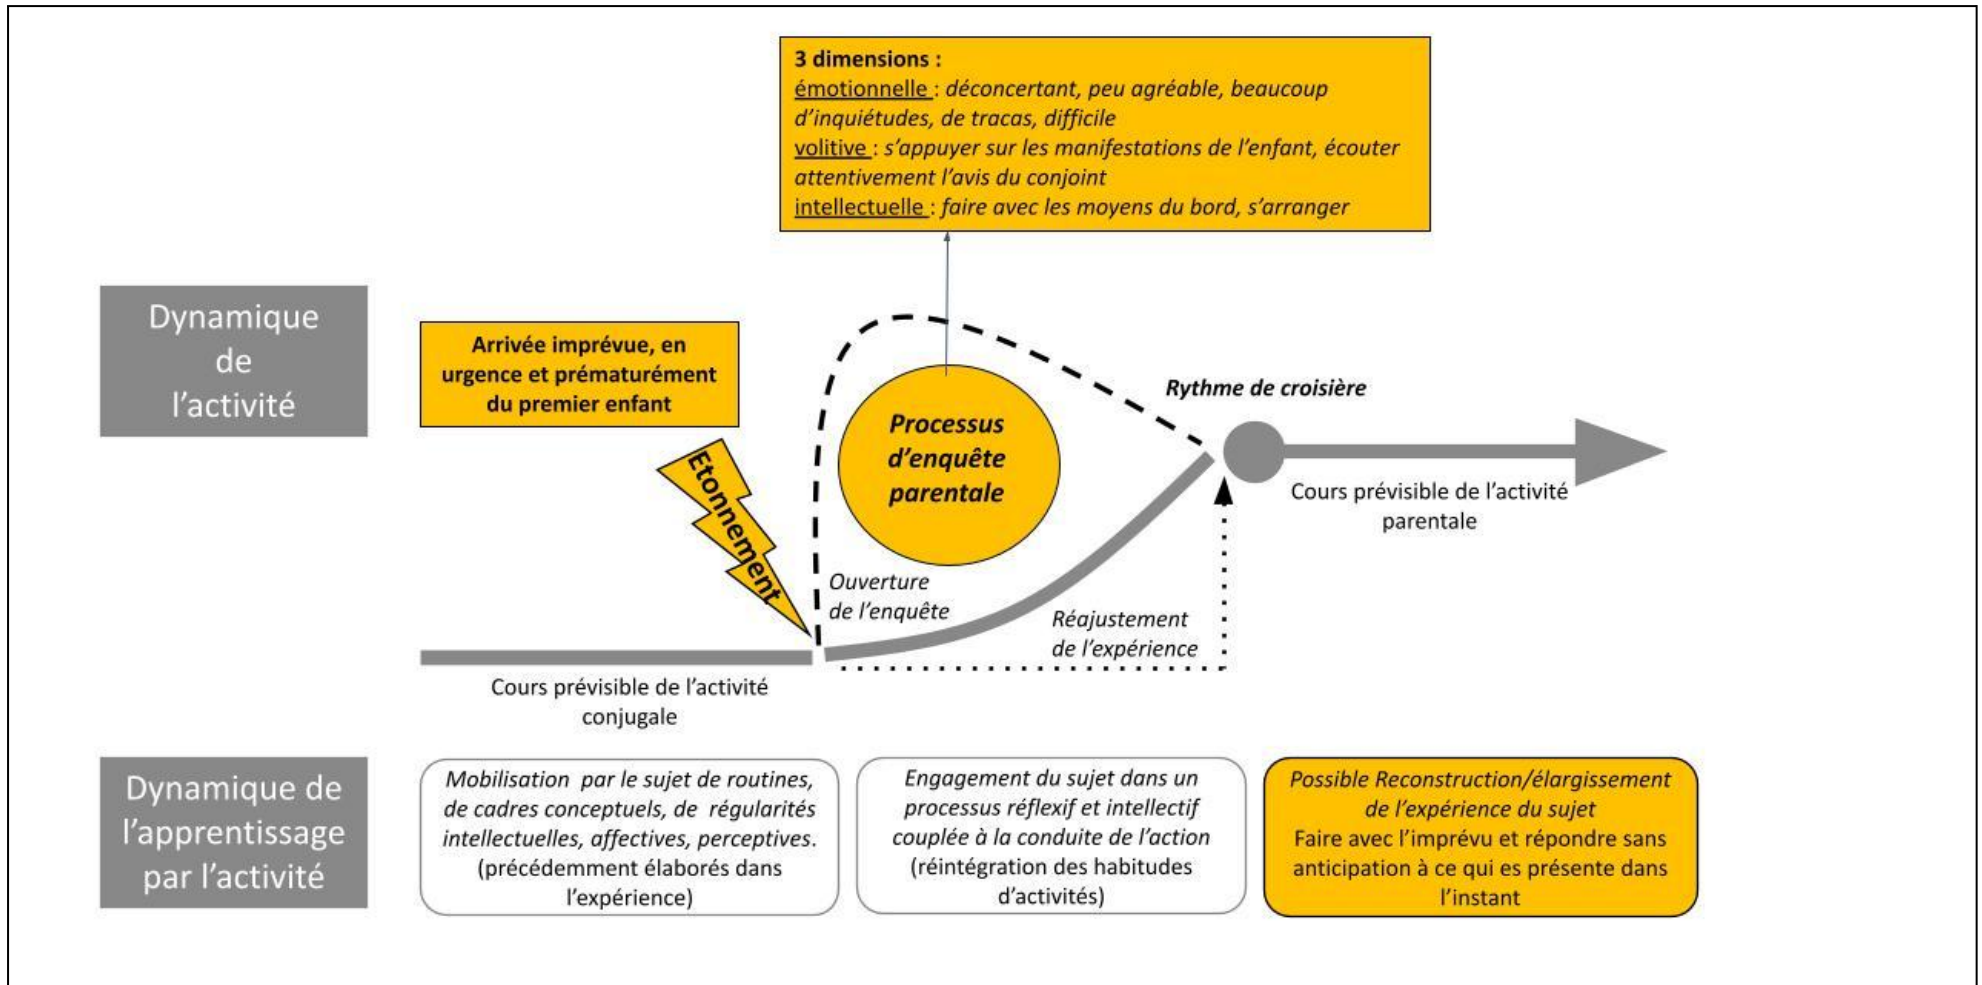 3 dimensions :
émotionnelle : déconcertant, peu agréable, beaucoup
d’inquiétudes, de tracas, difficile
volitive : s’appuyer sur les manifestations de l’enfant, écouter
attentivement l’avis du conjoint
intellectuelle : faire avec les moyens du bord, s’arranger
Dynamique
de
l’activité
Arrivée imprévue, en
urgence et prématurément
du premier enfant
Etonnement
Processus
d’enquête
parentale
Rythme de croisière
Cours prévisible de l’activité
parentale
Ouverture
de l’enquête
Réajustement
de l’expérience
Cours prévisible de l’activité
conjugale
Dynamique de
l’apprentissage
par l’activité
Mobilisation par le sujet de routines,
de cadres conceptuels, de régularités
intellectuelles, affectives, perceptives.
(précédemment élaborés dans
l’expérience)
Engagement du sujet dans un
processus réflexif et intellectif
couplée à la conduite de l’action
(réintégration des habitudes
d’activités)
Possible Reconstruction/élargissement
de l’expérience du sujet
Faire avec l’imprévu et répondre sans
anticipation à ce qui es présente dans
l’instant